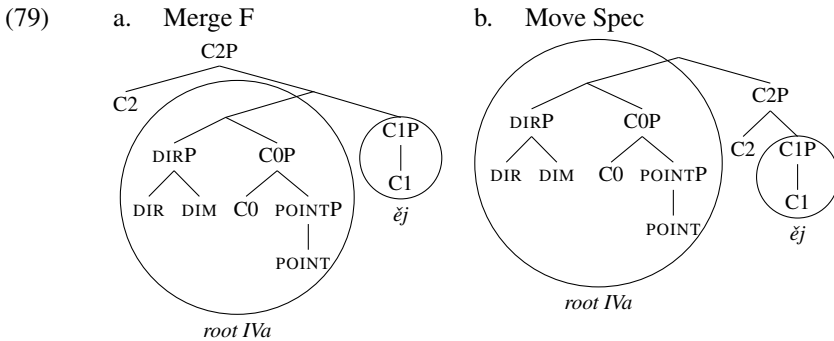 (79) a. Merge F b. Move Spec
C2P
C2
C1P
DIRP C0P
C1
DIR DIM C0 POINTP
ěj
POINT
root IVa
C2P
DIRP C0P
C2 C1P
DIR DIM C0 POINTP
C1
POINT
ěj
root IVa